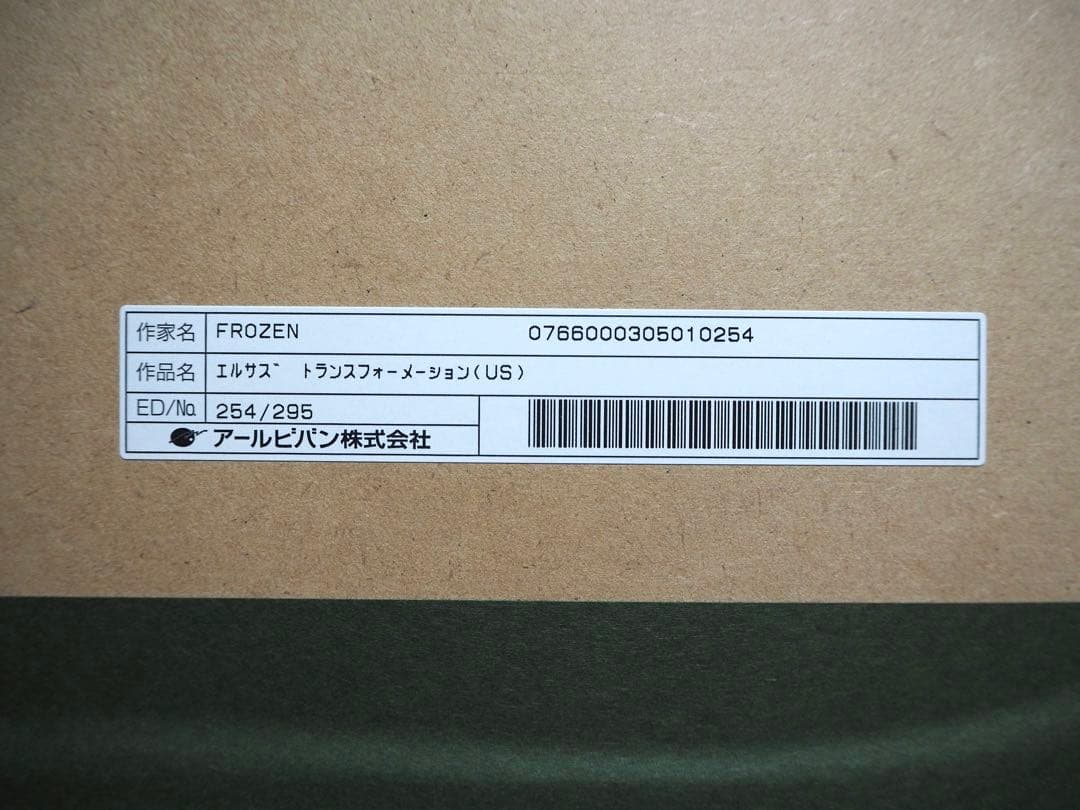 作家名 FROZEN 0766000305010254
作品名 エルサズ トランスフォーメーション(US)
ED/No. 254/295
アールビバン株式会社